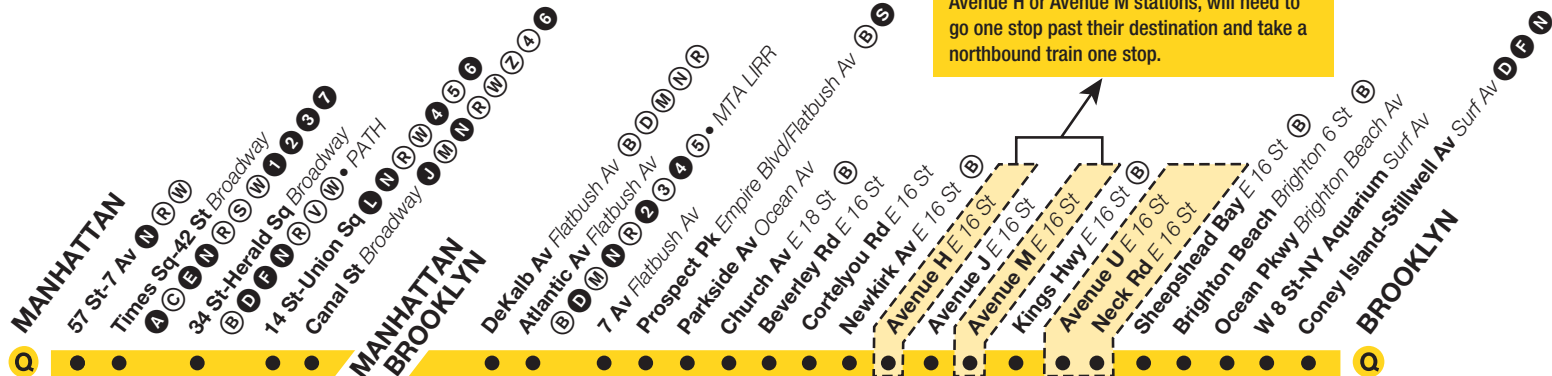 Avenue H or Avenue M stations, will need to
go one stop past their destination and take a
northbound train one stop.
MANHATTAN
57 St-7 Av N R W
Times Sq-42 St Broadway
A C E N R S W 1 2 3 7
34 St-Herald Sq Broadway
B D F N R V W • PATH
14 St-Union Sq L N R W 4 5 6
Canal St Broadway J M N R W Z 4 6
MANHATTAN
BROOKLYN
DeKalb Av Flatbush Av B D M N R
Atlantic Av Flatbush Av
B D M N R 2 3 4 5 • MTA LIRR
7 Av Flatbush Av
Prospect Pk Empire Blvd/Flatbush Av B S
Parkside Av Ocean Av
Church Av E 18 St B
Beverley Rd E 16 St
Cortelyou Rd E 16 St
Newkirk Av E 16 St B
Avenue H E 16 St
Avenue J E 16 St
Avenue M E 16 St
Kings Hwy E 16 St B
Avenue U E 16 St
Neck Rd E 16 St
Sheepshead Bay E 16 St B
Brighton Beach Brighton 6 St B
Ocean Pkwy Brighton Beach Av
W 8 St-NY Aquarium Surf Av
Coney Island-Stillwell Av Surf Av D F N
BROOKLYN
Q
Q